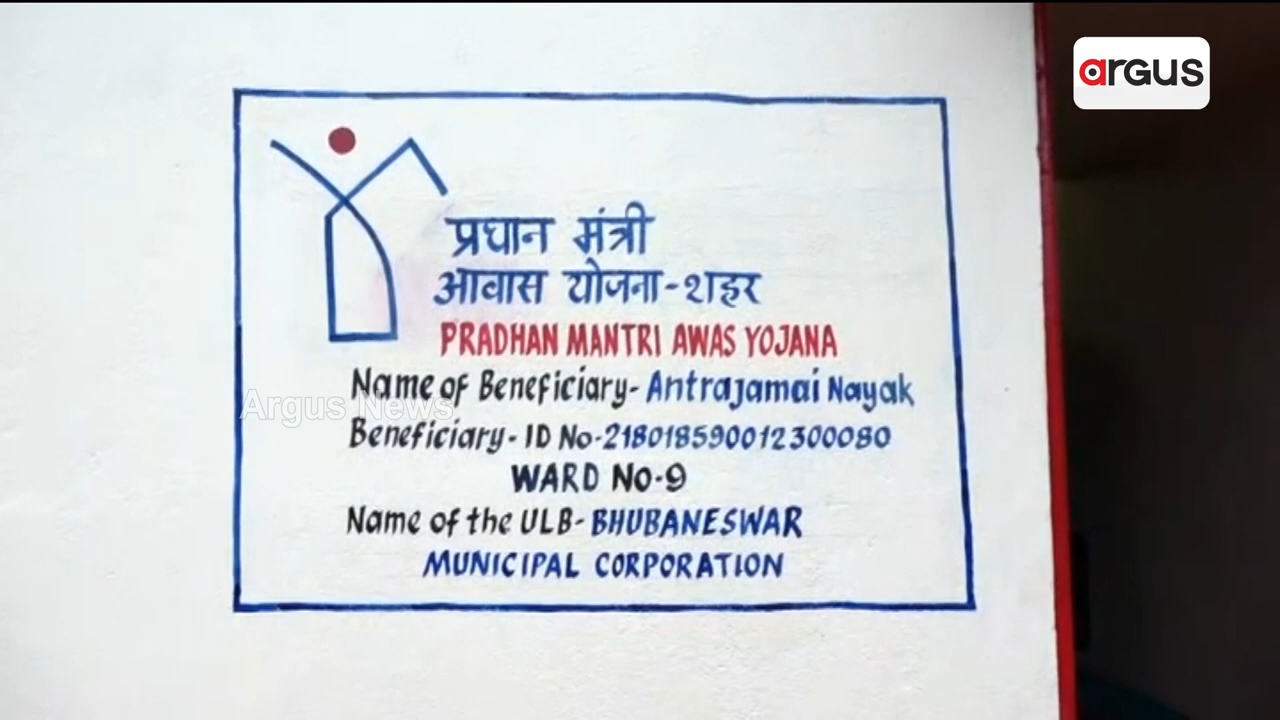 argus
प्रधान मंत्री
आवास योजना-शहर
PRADHAN MANTRI AWAS YOJANA
Name of Beneficiary- Antrajamai Nayak
Argus News
Beneficiary- ID No-218018590012300080
WARD No-9
Name of the ULB- BHUBANESWAR
MUNICIPAL CORPORATION